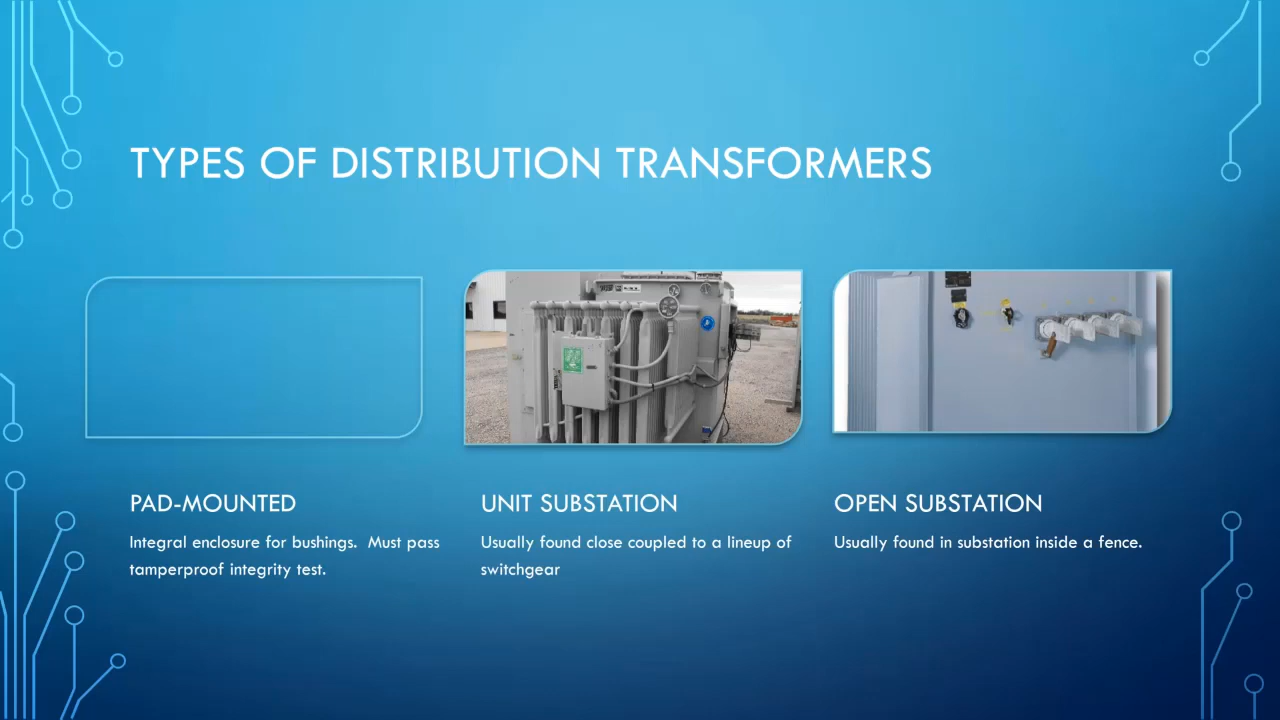 TYPES OF DISTRIBUTION TRANSFORMERS
PAD-MOUNTED
Integral enclosure for bushings.  Must pass
tamperproof integrity test.
UNIT SUBSTATION
Usually found close coupled to a lineup of
switchgear
OPEN SUBSTATION
Usually found in substation inside a fence.